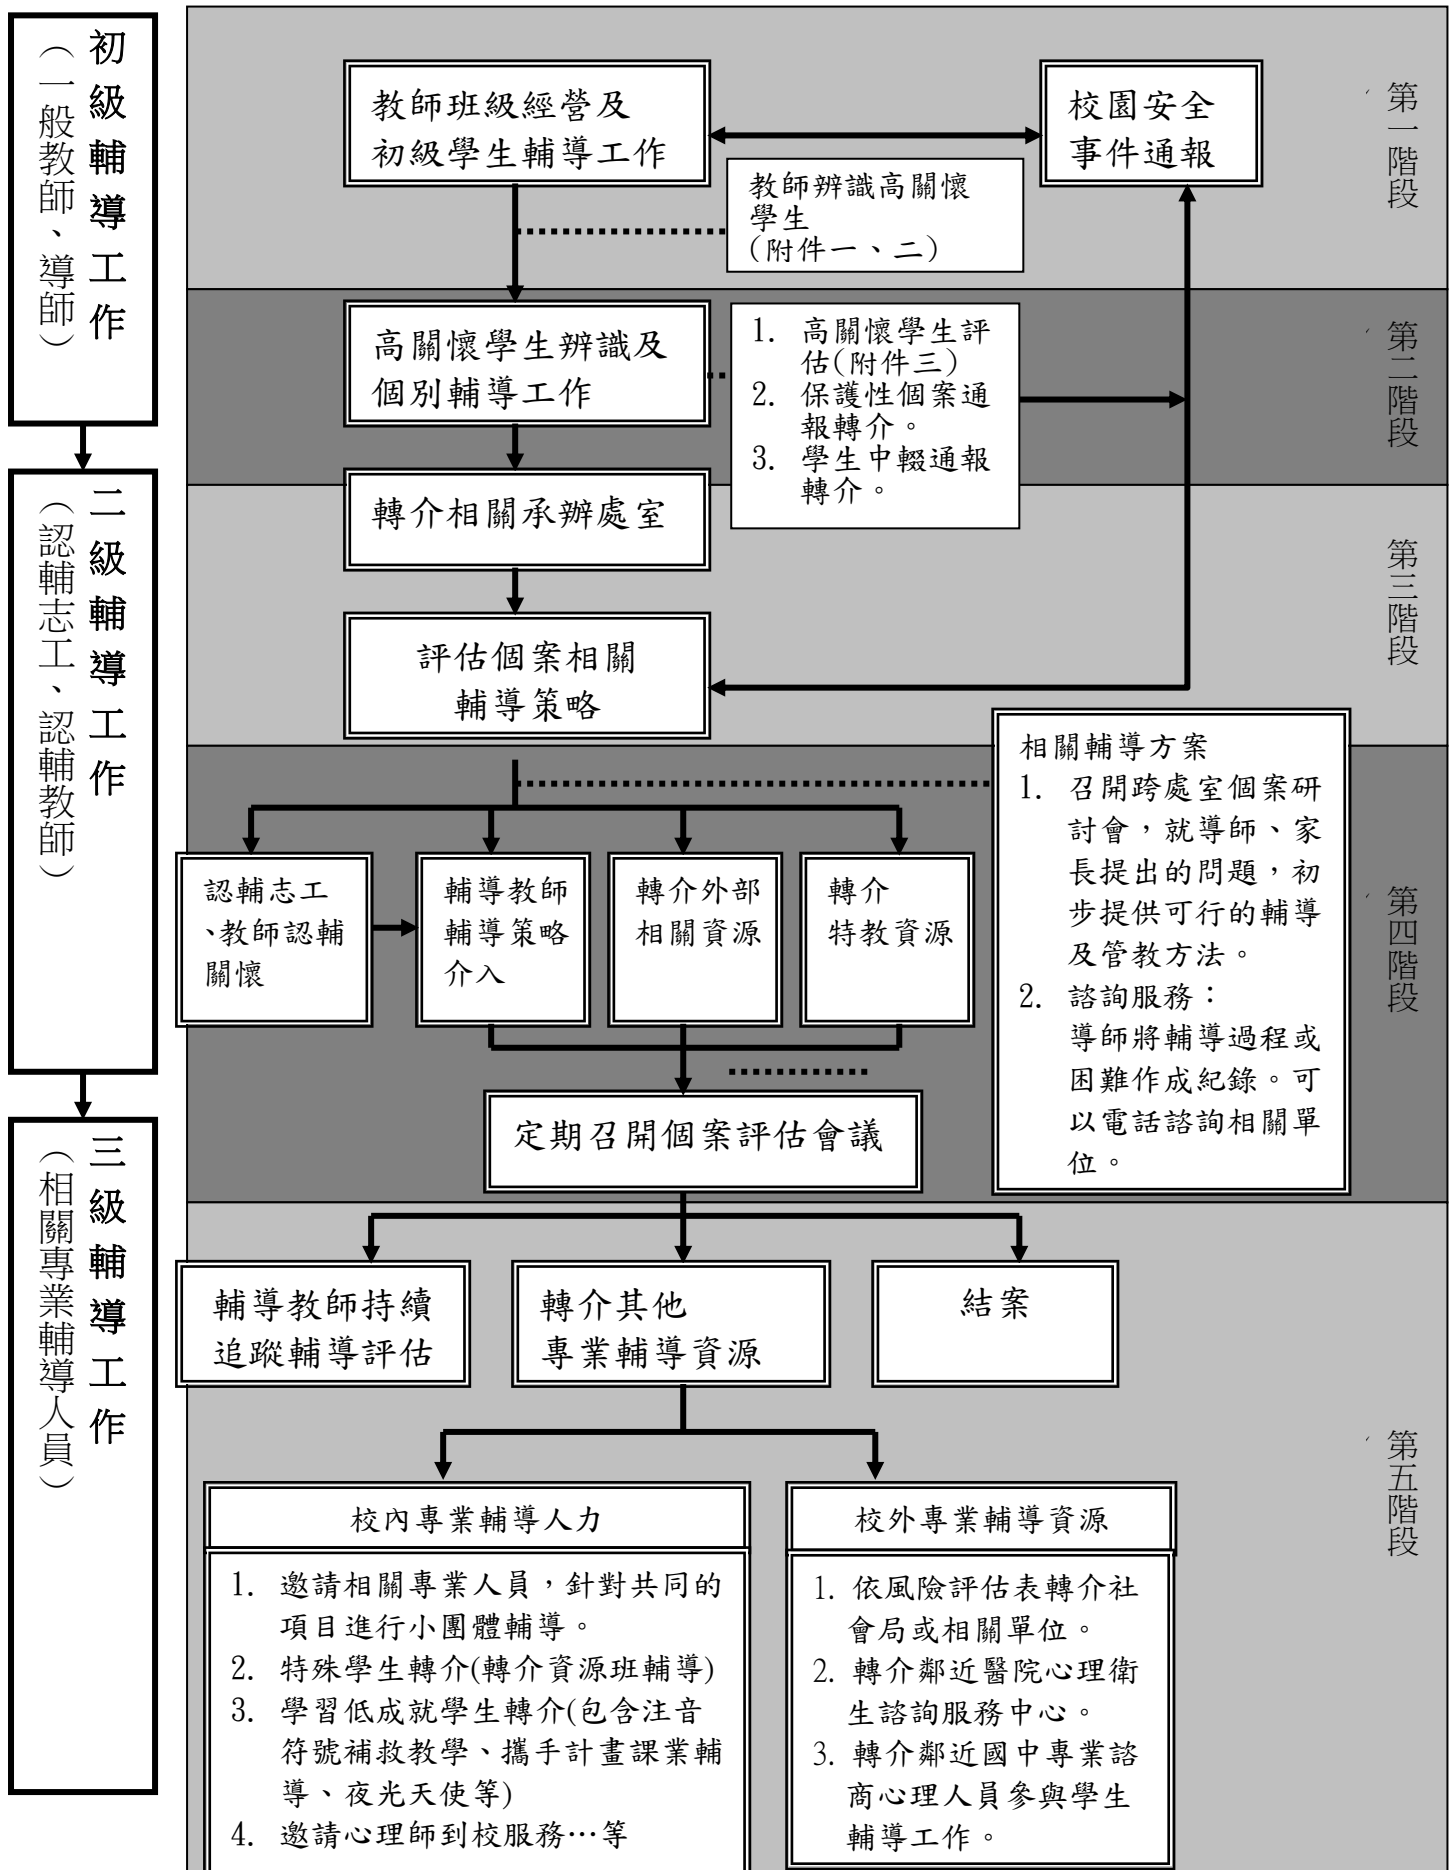 初級輔導工作
（一般教師、導師）
二級輔導工作
（認輔志工、認輔教師）
三級輔導工作
（相關專業輔導人員）
第一階段
教師班級經營及
初級學生輔導工作
校園安全
事件通報
教師辨識高關懷
學生
(附件一、二)
第二階段
高關懷學生辨識及
個別輔導工作
1. 高關懷學生評
估(附件三)
2. 保護性個案通
報轉介。
3. 學生中輟通報
轉介。
第三階段
轉介相關承辦處室
評估個案相關
輔導策略
第四階段
相關輔導方案
1. 召開跨處室個案研
討會，就導師、家
長提出的問題，初
步提供可行的輔導
及管教方法。
2. 諮詢服務：
導師將輔導過程或
困難作成紀錄。可
以電話諮詢相關單
位。
認輔志工
、教師認輔
關懷
輔導教師
輔導策略
介入
轉介外部
相關資源
轉介
特教資源
定期召開個案評估會議
第五階段
輔導教師持續
追蹤輔導評估
轉介其他
專業輔導資源
結案
校內專業輔導人力
1. 邀請相關專業人員，針對共同的
項目進行小團體輔導。
2. 特殊學生轉介(轉介資源班輔導)
3. 學習低成就學生轉介(包含注音
符號補救教學、攜手計畫課業輔
導、夜光天使等)
4. 邀請心理師到校服務…等
校外專業輔導資源
1. 依風險評估表轉介社
會局或相關單位。
2. 轉介鄰近醫院心理衛
生諮詢服務中心。
3. 轉介鄰近國中專業諮
商心理人員參與學生
輔導工作。